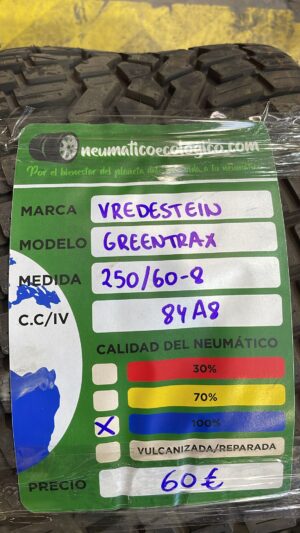 neumaticoecologico.com
Por el bienestar del planeta
MARCA VREDESTEIN
MODELO GREENTRAX
MEDIDA 250/60-8
C.C/IV 84A8
CALIDAD DEL NEUMÁTICO
30%
70%
X 100%
VULCANIZADA/REPARADA
PRECIO 60€